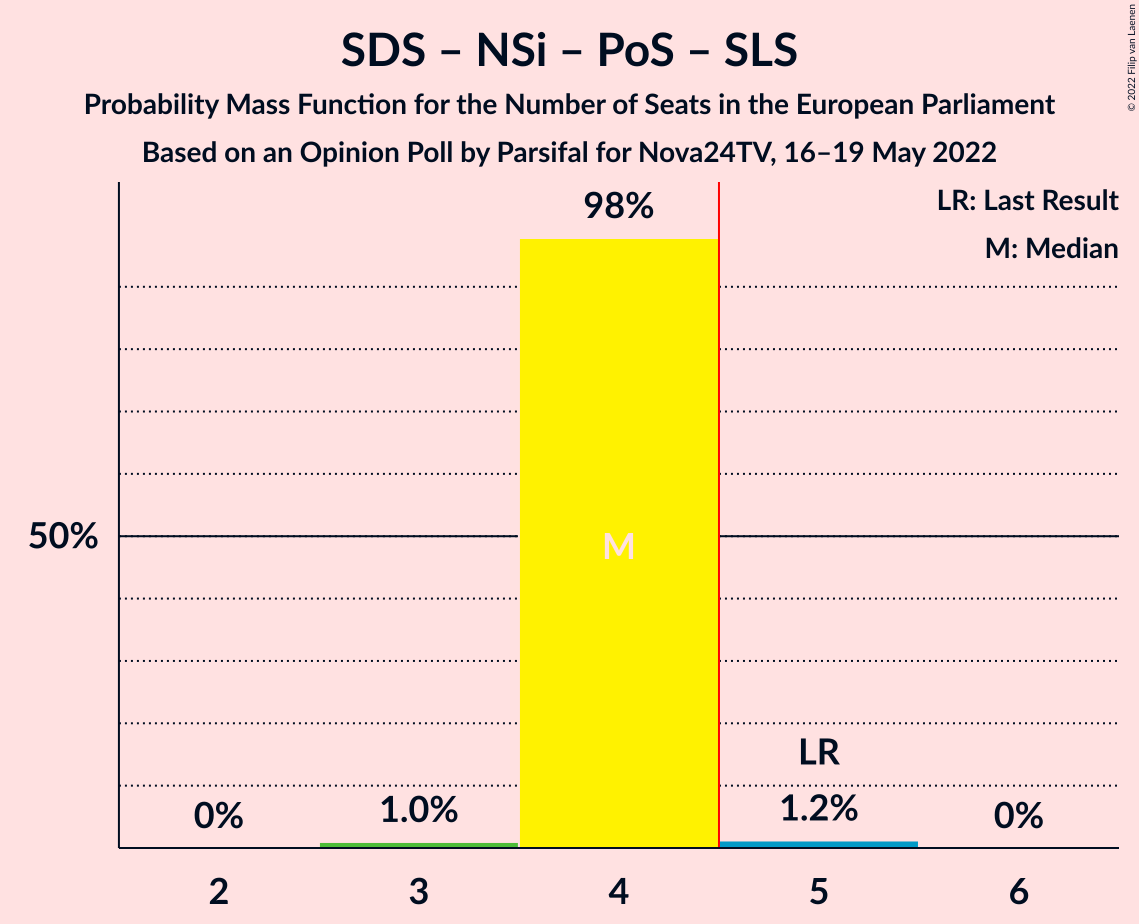 SDS – NSi – PoS – SLS
Probability Mass Function for the Number of Seats in the European Parliament
Based on an Opinion Poll by Parsifal for Nova24TV, 16–19 May 2022
© 2022 Filip van Laenen
LR: Last Result
M: Median
98%
50%
M
LR
0%
1.0%
1.2%
0%
2
3
4
5
6